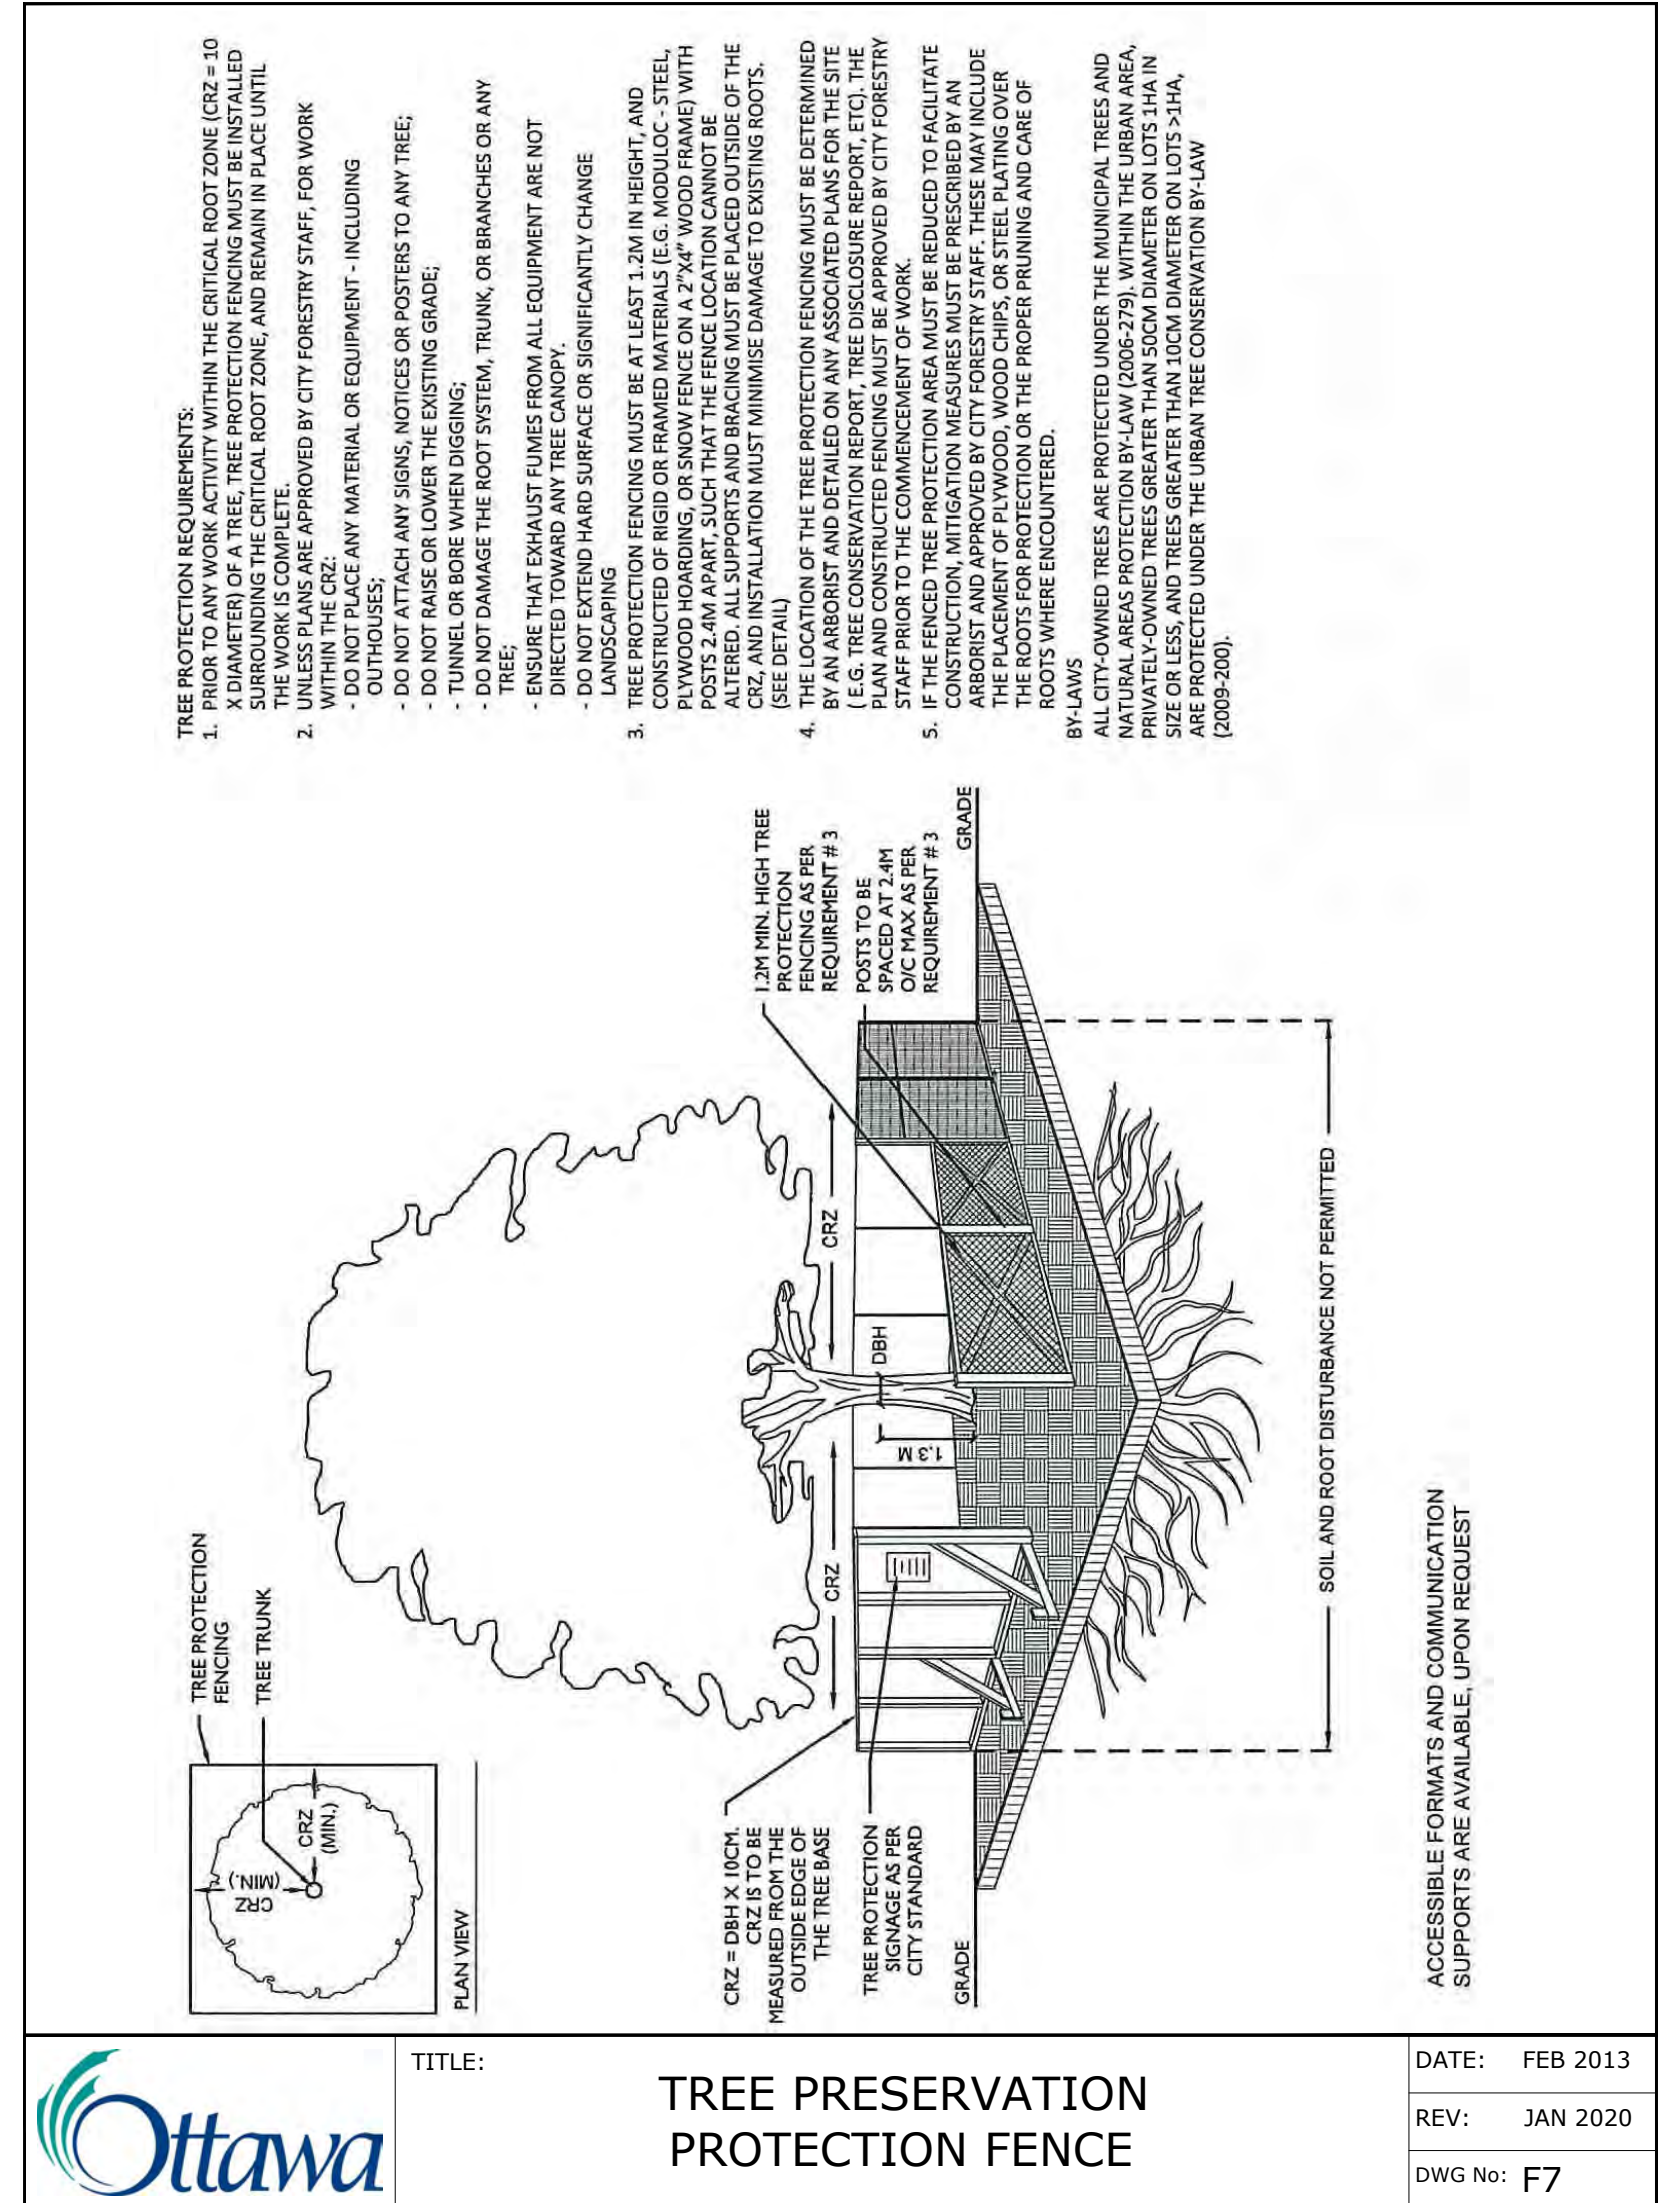 TREE PROTECTION REQUIREMENTS:
1. PRIOR TO ANY WORK ACTIVITY WITHIN THE CRITICAL ROOT ZONE (CRZ = 10
X DIAMETER) OF A TREE, TREE PROTECTION FENCING MUST BE INSTALLED
SURROUNDING THE CRITICAL ROOT ZONE, AND REMAIN IN PLACE UNTIL
THE WORK IS COMPLETE.
2. UNLESS PLANS ARE APPROVED BY CITY FORESTRY STAFF, FOR WORK
WITHIN THE CRZ:
- DO NOT PLACE ANY MATERIAL OR EQUIPMENT - INCLUDING
OUTHOUSES;
- DO NOT ATTACH ANY SIGNS, NOTICES OR POSTERS TO ANY TREE;
- DO NOT RAISE OR LOWER THE EXISTING GRADE;
- TUNNEL OR BORE WHEN DIGGING;
- DO NOT DAMAGE THE ROOT SYSTEM, TRUNK, OR BRANCHES OR ANY
TREE;
- ENSURE THAT EXHAUST FUMES FROM ALL EQUIPMENT ARE NOT
DIRECTED TOWARD ANY TREE CANOPY.
- DO NOT EXTEND HARD SURFACE OR SIGNIFICANTLY CHANGE
LANDSCAPING
3. TREE PROTECTION FENCING MUST BE AT LEAST 1.2M IN HEIGHT, AND
CONSTRUCTED OF RIGID OR FRAMED MATERIALS (E.G. MODULOC - STEEL,
PLYWOOD HOARDING, OR SNOW FENCE ON A 2"X4" WOOD FRAME) WITH
POSTS 2.4M APART, SUCH THAT THE FENCE LOCATION CANNOT BE
ALTERED. ALL SUPPORTS AND BRACING MUST BE PLACED OUTSIDE OF THE
CRZ, AND INSTALLATION MUST MINIMISE DAMAGE TO EXISTING ROOTS.
(SEE DETAIL)
4. THE LOCATION OF THE TREE PROTECTION FENCING MUST BE DETERMINED
BY AN ARBORIST AND DETAILED ON ANY ASSOCIATED PLANS FOR THE SITE
( E.G. TREE CONSERVATION REPORT, TREE DISCLOSURE REPORT, ETC). THE
PLAN AND CONSTRUCTED FENCING MUST BE APPROVED BY CITY FORESTRY
STAFF PRIOR TO THE COMMENCEMENT OF WORK.
5. IF THE FENCED TREE PROTECTION AREA MUST BE REDUCED TO FACILITATE
CONSTRUCTION, MITIGATION MEASURES MUST BE PRESCRIBED BY AN
ARBORIST AND APPROVED BY CITY FORESTRY STAFF. THESE MAY INCLUDE
THE PLACEMENT OF PLYWOOD, WOOD CHIPS, OR STEEL PLATING OVER
THE ROOTS FOR PROTECTION OR THE PROPER PRUNING AND CARE OF
ROOTS WHERE ENCOUNTERED.
BY-LAWS
ALL CITY-OWNED TREES ARE PROTECTED UNDER THE MUNICIPAL TREES AND
NATURAL AREAS PROTECTION BY-LAW (2006-279). WITHIN THE URBAN AREA,
PRIVATELY-OWNED TREES GREATER THAN 50CM DIAMETER ON LOTS 1HA IN
SIZE OR LESS, AND TREES GREATER THAN 10CM DIAMETER ON LOTS >1HA,
ARE PROTECTED UNDER THE URBAN TREE CONSERVATION BY-LAW
(2009-200).
TREE PROTECTION
FENCING
TREE TRUNK
CRZ
(MIN.)
CRZ
(MIN.)
PLAN VIEW
CRZ = DBH X 10CM.
CRZ IS TO BE
MEASURED FROM THE
OUTSIDE EDGE OF
THE TREE BASE
TREE PROTECTION
SIGNAGE AS PER
CITY STANDARD
GRADE
CRZ
CRZ
DBH
1.3 M
1.2M MIN. HIGH TREE
PROTECTION
FENCING AS PER
REQUIREMENT # 3
POSTS TO BE
SPACED AT 2.4M
O/C MAX AS PER
REQUIREMENT # 3
GRADE
SOIL AND ROOT DISTURBANCE NOT PERMITTED
ACCESSIBLE FORMATS AND COMMUNICATION
SUPPORTS ARE AVAILABLE, UPON REQUEST
Ottawa
TITLE:
TREE PRESERVATION
PROTECTION FENCE
DATE: FEB 2013
REV: JAN 2020
DWG No: F7